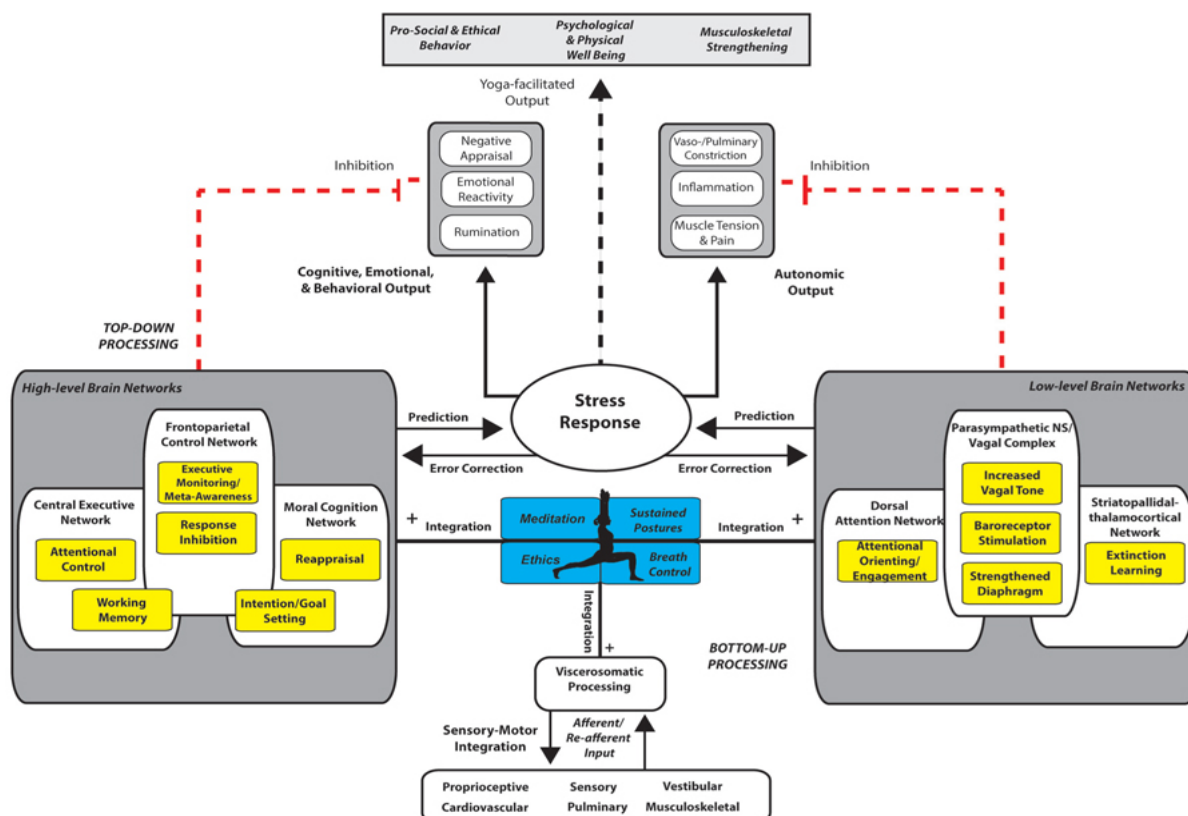 Pro-Social & Ethical
Behavior
Psychological
& Physical
Well Being
Musculoskeletal
Strengthening
Yoga-facilitated
Output
Negative
Appraisal
Emotional
Reactivity
Rumination
Vaso-/Pulminary
Constriction
Inflammation
Muscle Tension
& Pain
Inhibition
Inhibition
Cognitive, Emotional,
& Behavioral Output
Autonomic
Output
TOP-DOWN
PROCESSING
High-level Brain Networks
Frontoparietal
Control Network
Executive
Monitoring/
Meta-Awareness
Response
Inhibition
Central Executive
Network
Attentional
Control
Working
Memory
Moral Cognition
Network
Reappraisal
Intention/Goal
Setting
Stress
Response
Prediction
Error Correction
Prediction
Error Correction
+
Integration
Meditation
Sustained
Postures
Ethics
Breath
Control
Integration
+
Low-level Brain Networks
Parasympathetic NS/
Vagal Complex
Increased
Vagal Tone
Baroreceptor
Stimulation
Strengthened
Diaphragm
Dorsal
Attention Network
Attentional
Orienting/
Engagement
Striatopallidal-
thalamocortical
Network
Extinction
Learning
BOTTOM-UP
PROCESSING
Integration
+
Viscerosomatic
Processing
Sensory-Motor
Integration
Afferent/
Re-afferent
Input
Proprioceptive Sensory Vestibular
Cardiovascular Pulminary Musculoskeletal